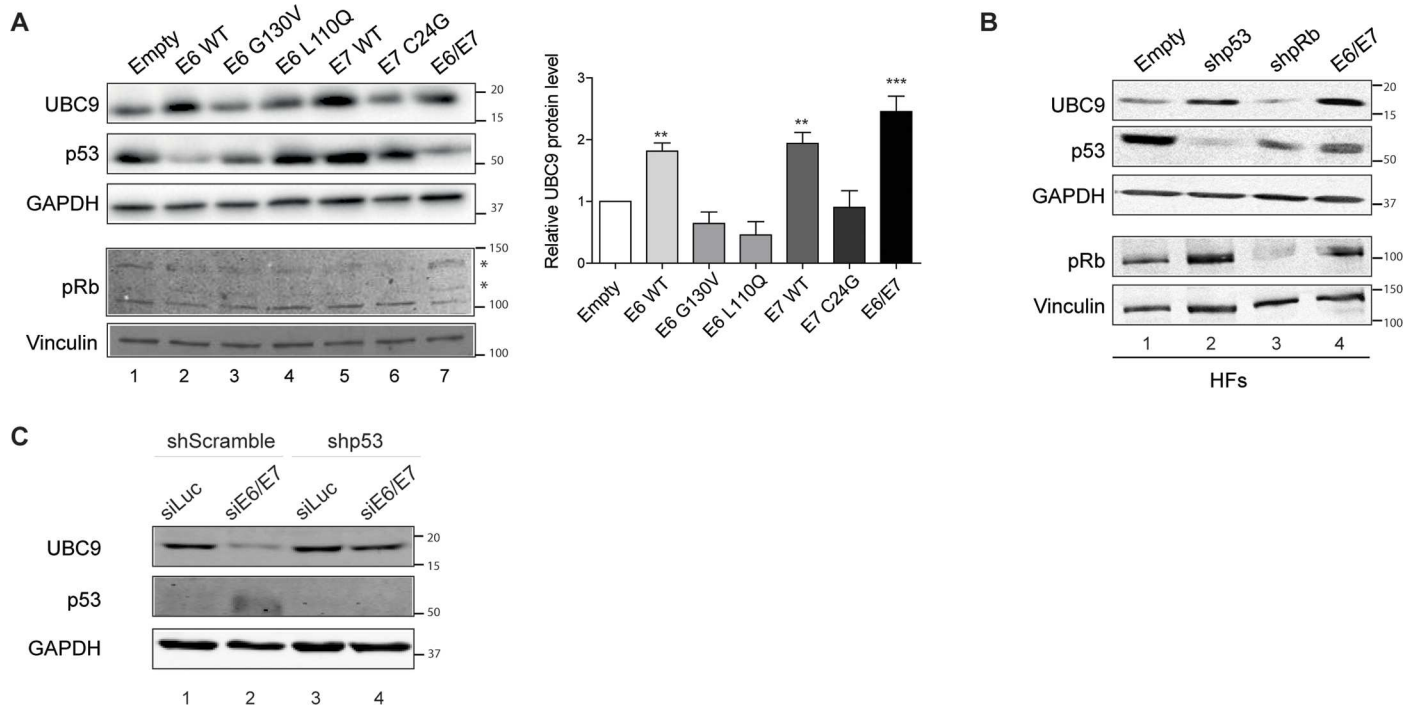 A
Empty
E6 WT
E6 G130V
E6 L110Q
E7 WT
E7 C24G
E6/E7
UBC9
20
15
p53
50
GAPDH
37
pRb
150
*
*
100
Vinculin
100
1 2 3 4 5 6 7
Relative UBC9 protein level
3
2
1
0
**
**
***
Empty
E6 WT
E6 G130V
E6 L110Q
E7 WT
E7 C24G
E6/E7
B
Empty
shp53
shpRb
E6/E7
UBC9
20
15
p53
50
GAPDH
37
pRb
100
Vinculin
150
100
1 2 3 4
HFs
C
shScramble shp53
siLuc
siE6/E7
siLuc
siE6/E7
UBC9
20
15
p53
50
GAPDH
37
1 2 3 4